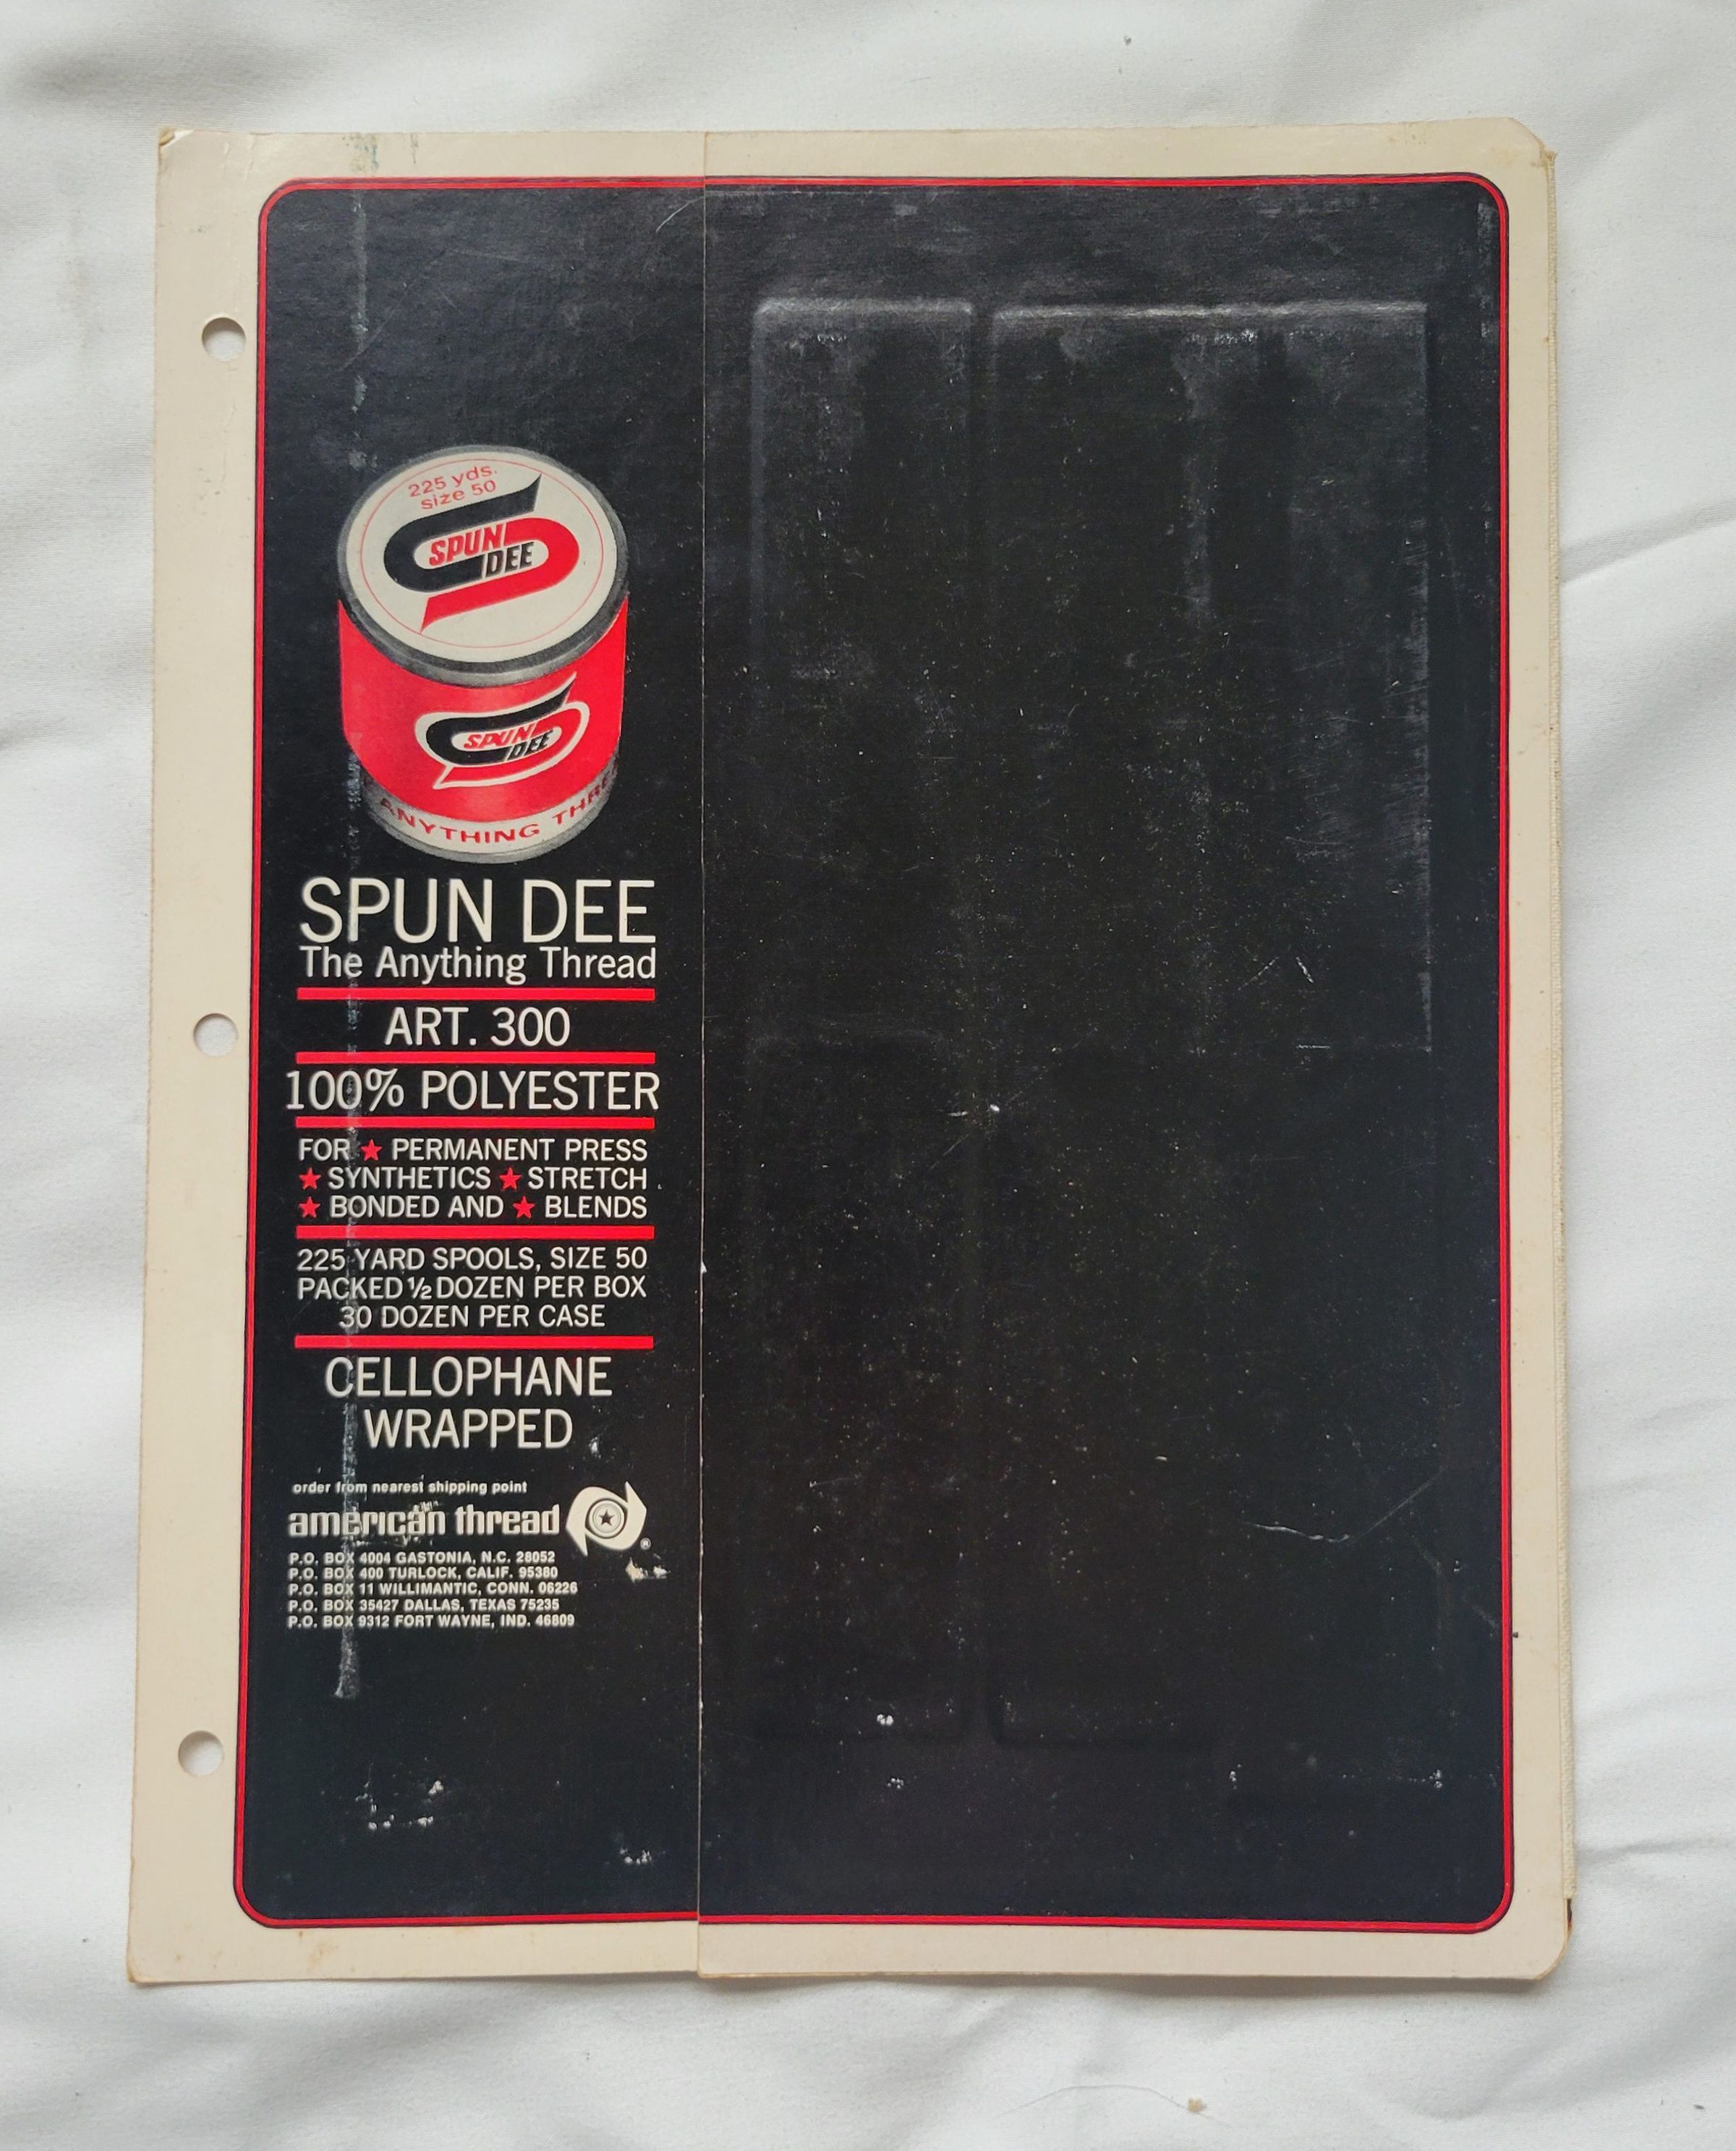 225 yds.
size 50
SPUN
DEE
SPUN
DEE
ANYTHING
SPUN DEE
The Anything Thread
ART. 300
100% POLYESTER
FOR ★ PERMANENT PRESS
★ SYNTHETICS ★ STRETCH
★ BONDED AND ★ BLENDS
225 YARD SPOOLS, SIZE 50
PACKED ½ DOZEN PER BOX
30 DOZEN PER CASE
CELLOPHANE
WRAPPED
order from nearest shipping point
american thread
®
P.O. BOX 4004 GASTONIA, N.C. 28052
P.O. BOX 400 TURLOCK, CALIF. 95380
P.O. BOX 11 WILLIMANTIC, CONN. 06226
P.O. BOX 35427 DALLAS, TEXAS 75235
P.O. BOX 9312 FORT WAYNE, IND. 46809